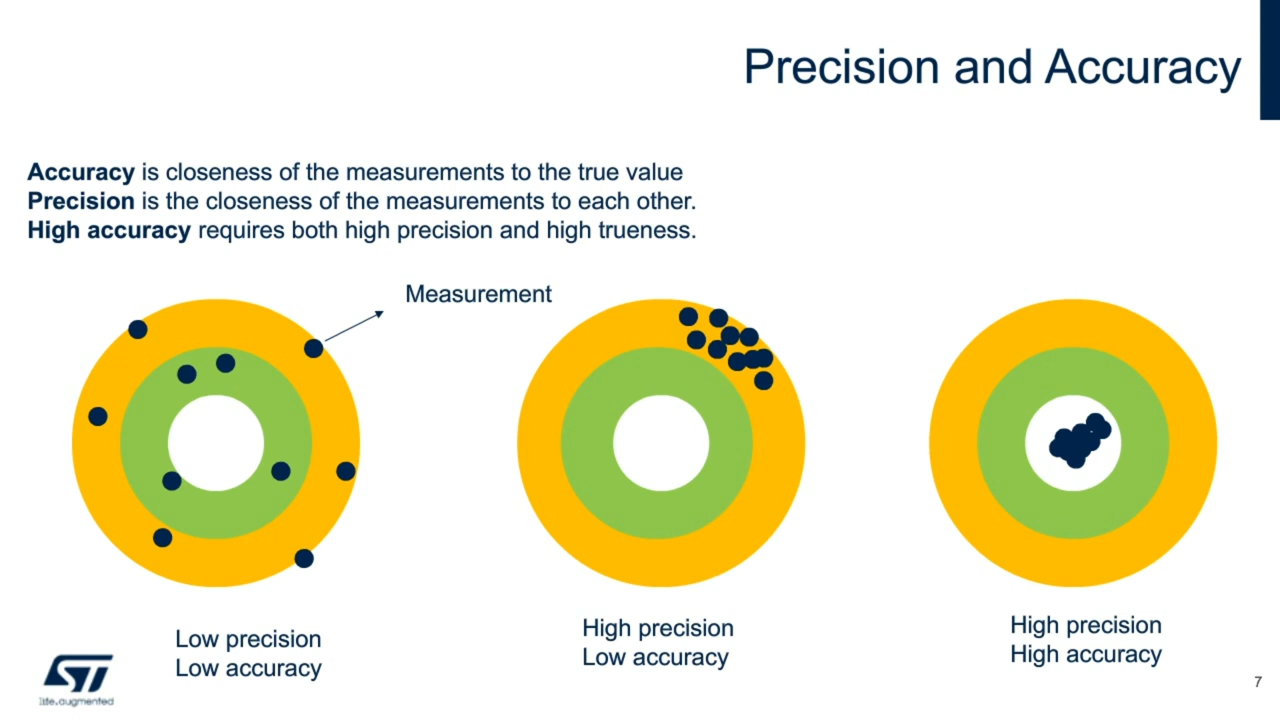 Precision and Accuracy
Accuracy is closeness of the measurements to the true value
Precision is the closeness of the measurements to each other.
High accuracy requires both high precision and high trueness.
Measurement
Low precision
Low accuracy
High precision
Low accuracy
High precision
High accuracy
ST
life.augmented
7